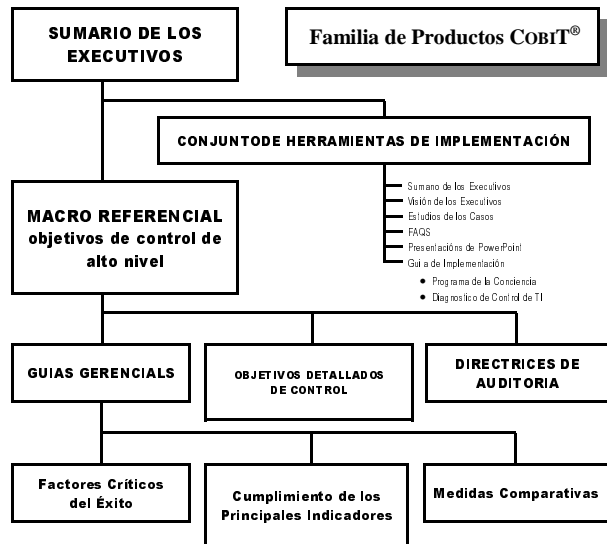 SUMARIO DE LOS
EXECUTIVOS
Familia de Productos COBIT®
CONJUNTODE HERRAMIENTAS DE IMPLEMENTACIÓN
Sumario de los Executivos
Visión de los Executivos
Estudios de los Casos
FAQS
Presentacións de PowerPoint
Guia de Implementación
• Programa de la Conciencia
• Diagnostico de Control de TI
MACRO REFERENCIAL
objetivos de control de
alto nivel
GUIAS GERENCIALS
OBJETIVOS DETALLADOS
DE CONTROL
DIRECTRICES DE
AUDITORIA
Factores Críticos
del Éxito
Cumplimiento de los
Principales Indicadores
Medidas Comparativas